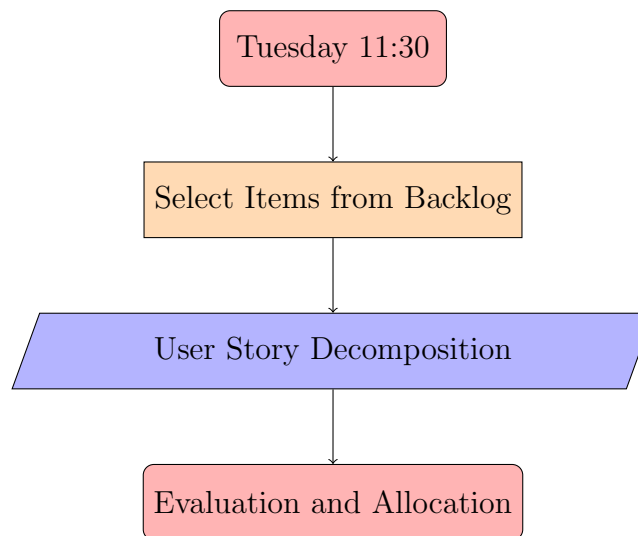 Tuesday 11:30
Select Items from Backlog
User Story Decomposition
Evaluation and Allocation